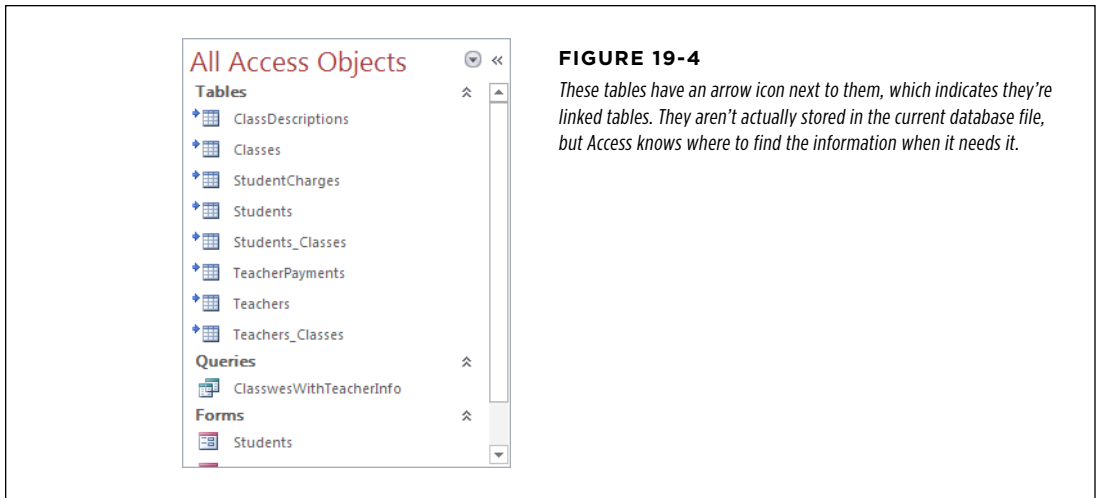 All Access Objects
Tables
ClassDescriptions
Classes
StudentCharges
Students
Students_Classes
TeacherPayments
Teachers
Teachers_Classes
Queries
ClasswesWithTeacherInfo
Forms
Students
FIGURE 19-4
These tables have an arrow icon next to them, which indicates they're
linked tables. They aren't actually stored in the current database file,
but Access knows where to find the information when it needs it.